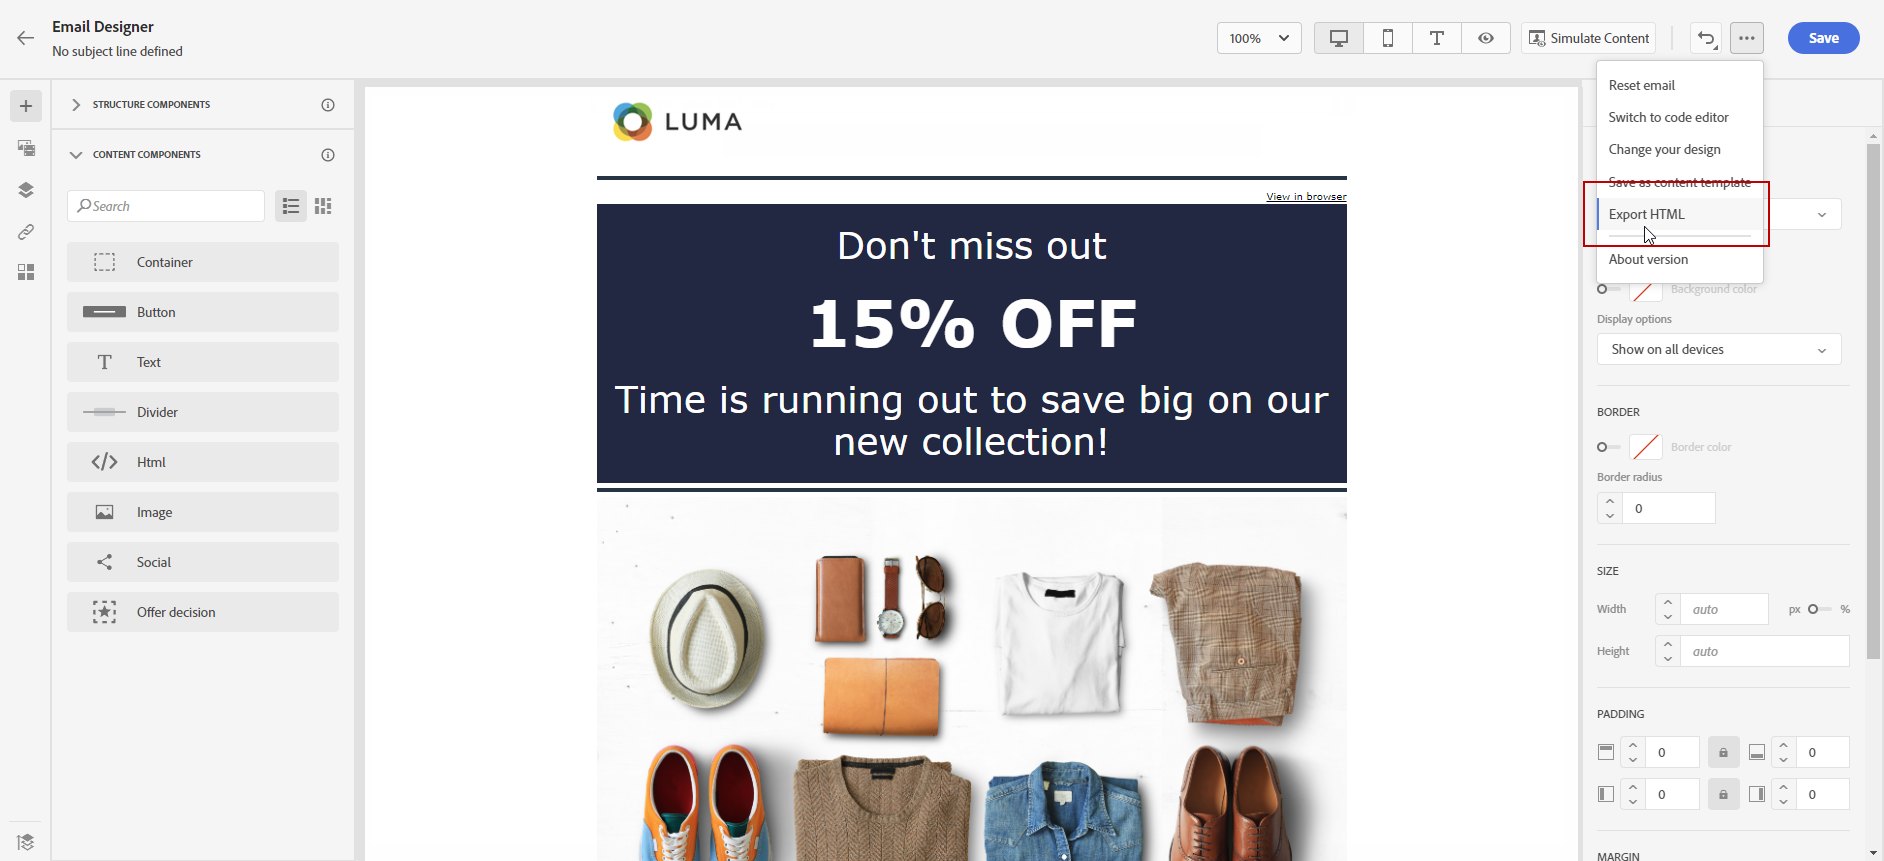 Email Designer
No subject line defined
100%
Simulate Content
Save
Reset email
Switch to code editor
Change your design
Save as content template
Export HTML
About version
STRUCTURE COMPONENTS
CONTENT COMPONENTS
Search
Container
Button
Text
Divider
Html
Image
Social
Offer decision
LUMA
View in browser
Don't miss out
15% OFF
Time is running out to save big on our
new collection!
Background color
Display options
Show on all devices
BORDER
Border color
Border radius
0
SIZE
Width auto px %
Height auto
PADDING
0 0
0 0
MARGIN